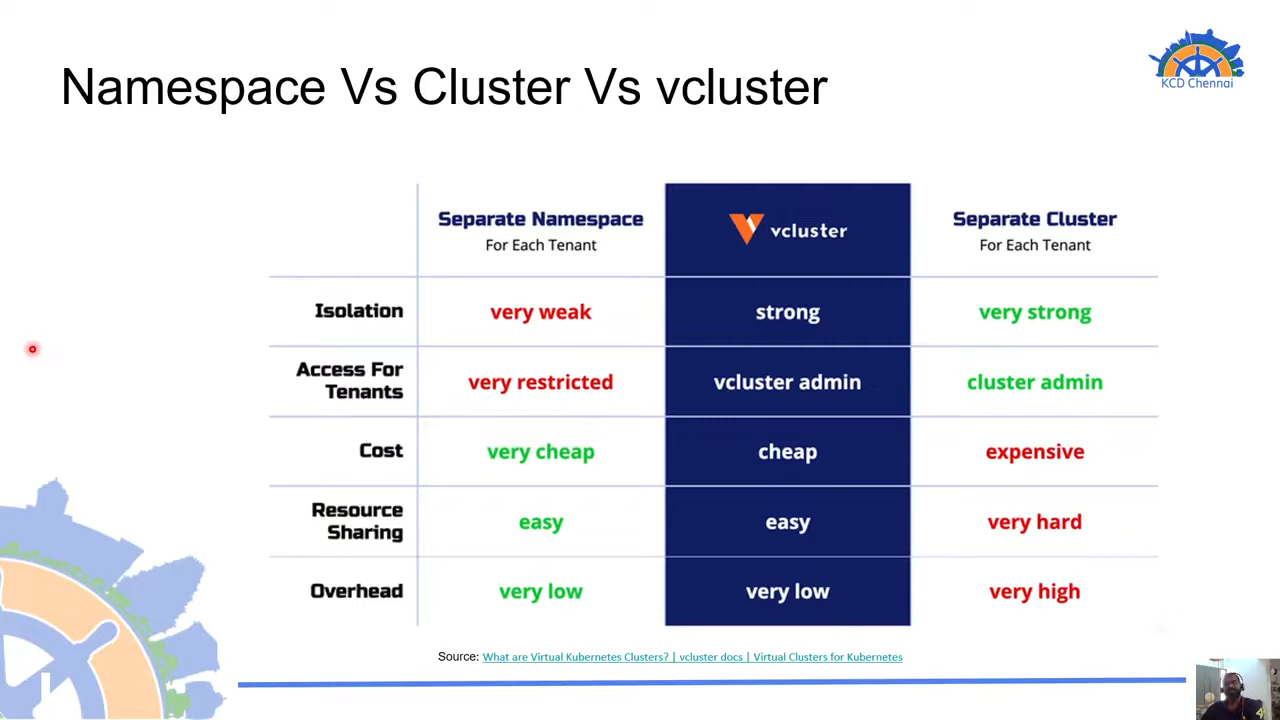 Namespace Vs Cluster Vs vcluster
KCD Chennai
Separate Namespace
For Each Tenant
vcluster
Separate Cluster
For Each Tenant
Isolation
very weak
strong
very strong
Access For
Tenants
very restricted
vcluster admin
cluster admin
Cost
very cheap
cheap
expensive
Resource
Sharing
easy
easy
very hard
Overhead
very low
very low
very high
Source: What are Virtual Kubernetes Clusters? | vcluster docs | Virtual Clusters for Kubernetes